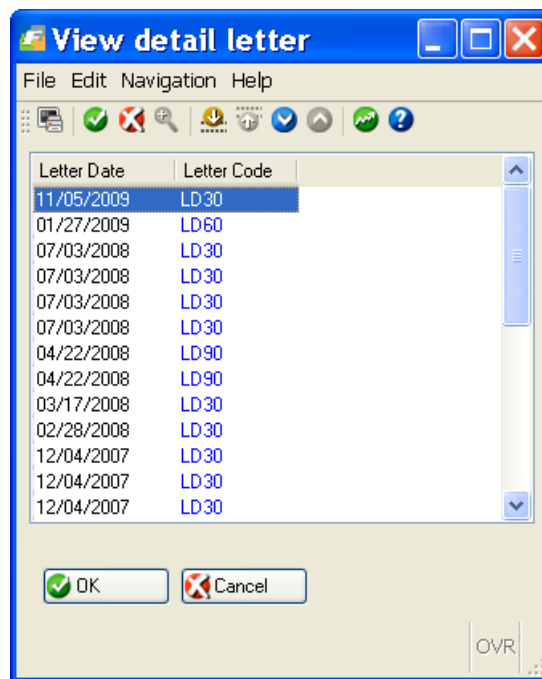 View detail letter
File Edit Navigation Help
Letter Date Letter Code
11/05/2009 LD30
01/27/2009 LD60
07/03/2008 LD30
07/03/2008 LD30
07/03/2008 LD30
07/03/2008 LD30
04/22/2008 LD90
04/22/2008 LD90
03/17/2008 LD30
02/28/2008 LD30
12/04/2007 LD30
12/04/2007 LD30
12/04/2007 LD30
OK Cancel
OVR